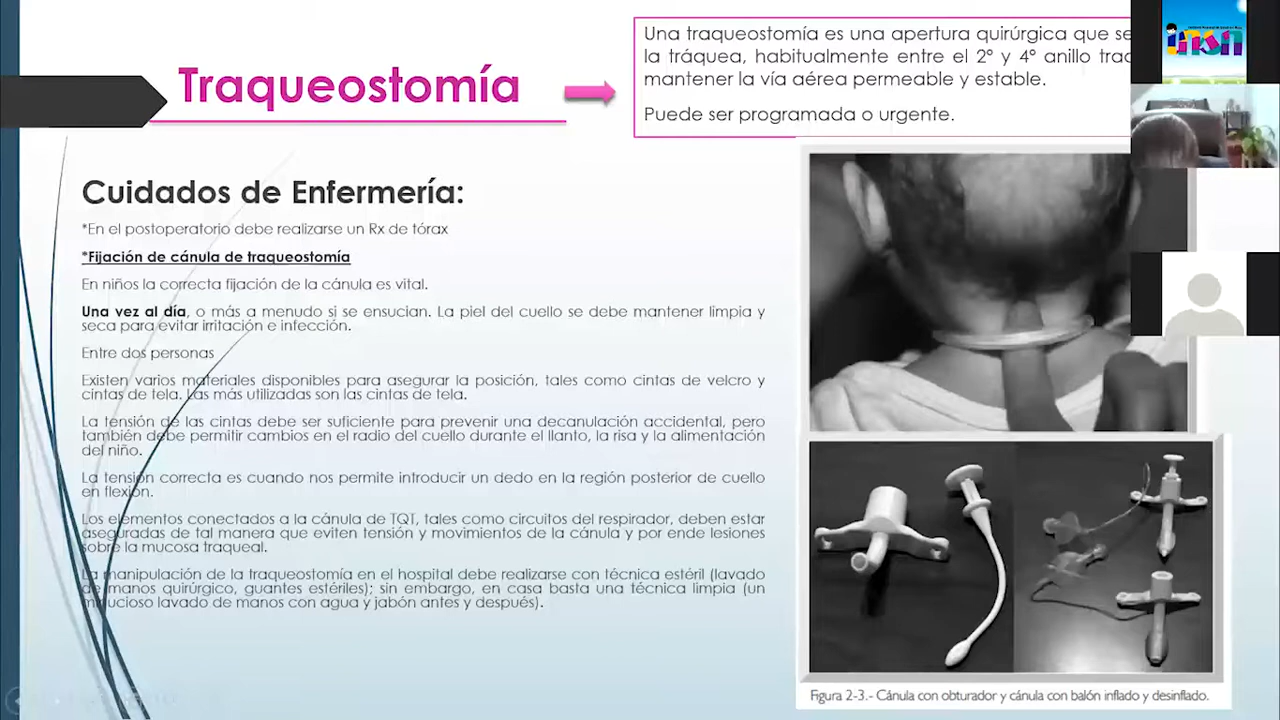 Traqueostomía
Una traqueostomía es una apertura quirúrgica que se
la tráquea, habitualmente entre el 2º y 4º anillo
mantener la vía aérea permeable y estable.
Puede ser programada o urgente.
Cuidados de Enfermería:
*En el postoperatorio debe realizarse un Rx de tórax
*Fijación de cánula de traqueostomía
En niños la correcta fijación de la cánula es vital.
Una vez al día, o más a menudo si se ensucian. La piel del cuello se debe mantener limpia y
seca para evitar irritación e infección.
Entre dos personas
Existen varios materiales disponibles para asegurar la posición, tales como cintas de velcro y
cintas de tela. Las más utilizadas son las cintas de tela.
La tensión de las cintas debe ser suficiente para prevenir una decanulación accidental, pero
también debe permitir cambios en el radio del cuello durante el llanto, la risa y la alimentación
del niño.
La tensión correcta es cuando nos permite introducir un dedo en la región posterior de cuello
en flexión.
Los elementos conectados a la cánula de TQT, tales como circuitos del respirador, deben estar
aseguradas de tal manera que eviten tensión y movimientos de la cánula y por ende lesiones
sobre la mucosa traqueal.
La manipulación de la traqueostomía en el hospital debe realizarse con técnica estéril (lavado
de manos quirúrgico, guantes estériles); sin embargo, en casa basta una técnica limpia (un
minucioso lavado de manos con agua y jabón antes y después).
Figura 2-3.- Cánula con obturador y cánula con balón inflado y desinflado.